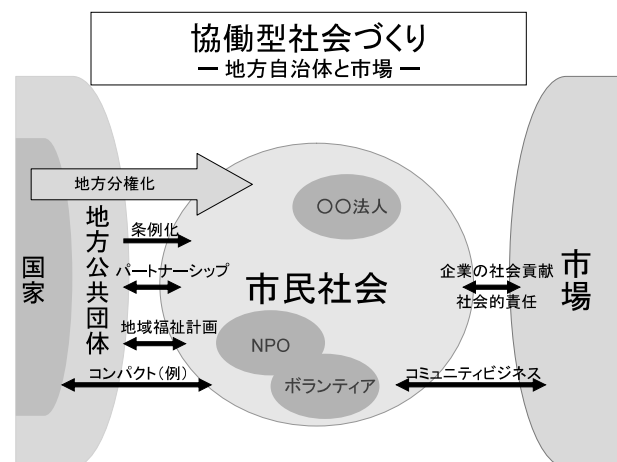 協働型社会づくり
― 地方自治体と市場 ―
地方分権化
〇〇法人
国家
地方公共団体
条例化
パートナーシップ
市民社会
企業の社会貢献
社会的責任
市場
地域福祉計画
NPO
コンパクト(例)
ボランティア
コミュニティビジネス